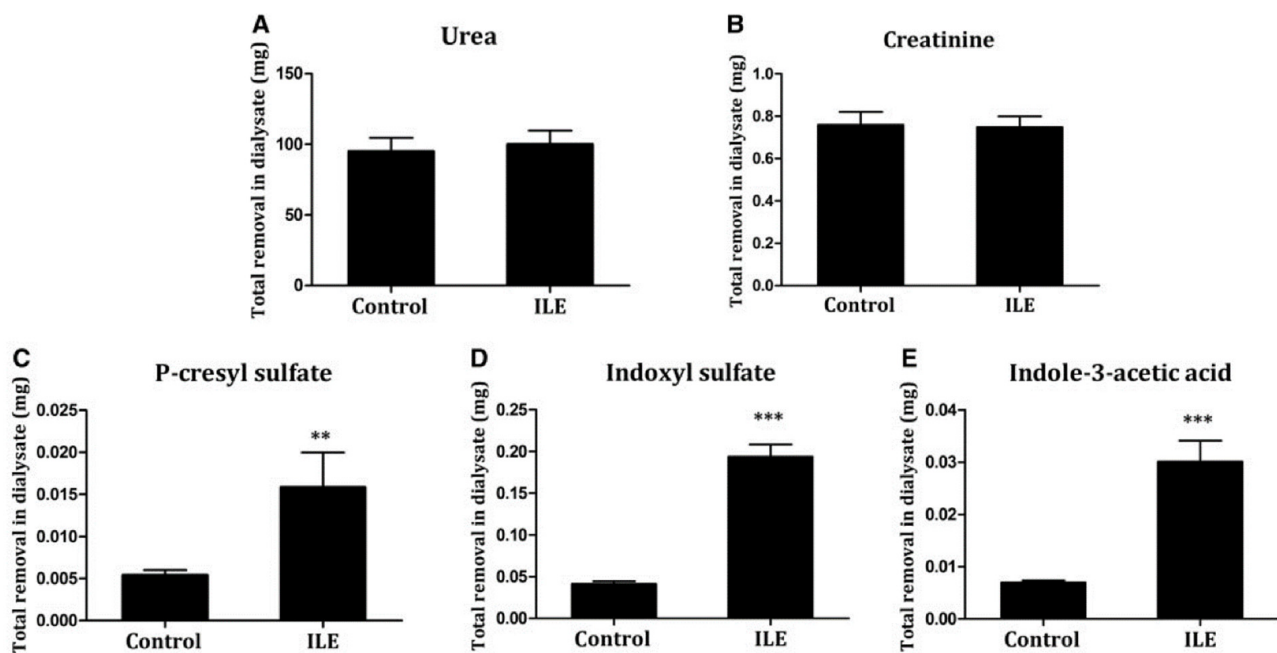 A
Urea
Total removal in dialysate (mg)
150
100
50
0
Control
ILE
B
Creatinine
Total removal in dialysate (mg)
1.0
0.8
0.6
0.4
0.2
0.0
Control
ILE
C
P-cresyl sulfate
Total removal in dialysate (mg)
0.025
0.020
0.015
0.010
0.005
0.000
**
Control
ILE
D
Indoxyl sulfate
Total removal in dialysate (mg)
0.25
0.20
0.15
0.10
0.05
0.00
***
Control
ILE
E
Indole-3-acetic acid
Total removal in dialysate (mg)
0.04
0.03
0.02
0.01
0.00
***
Control
ILE